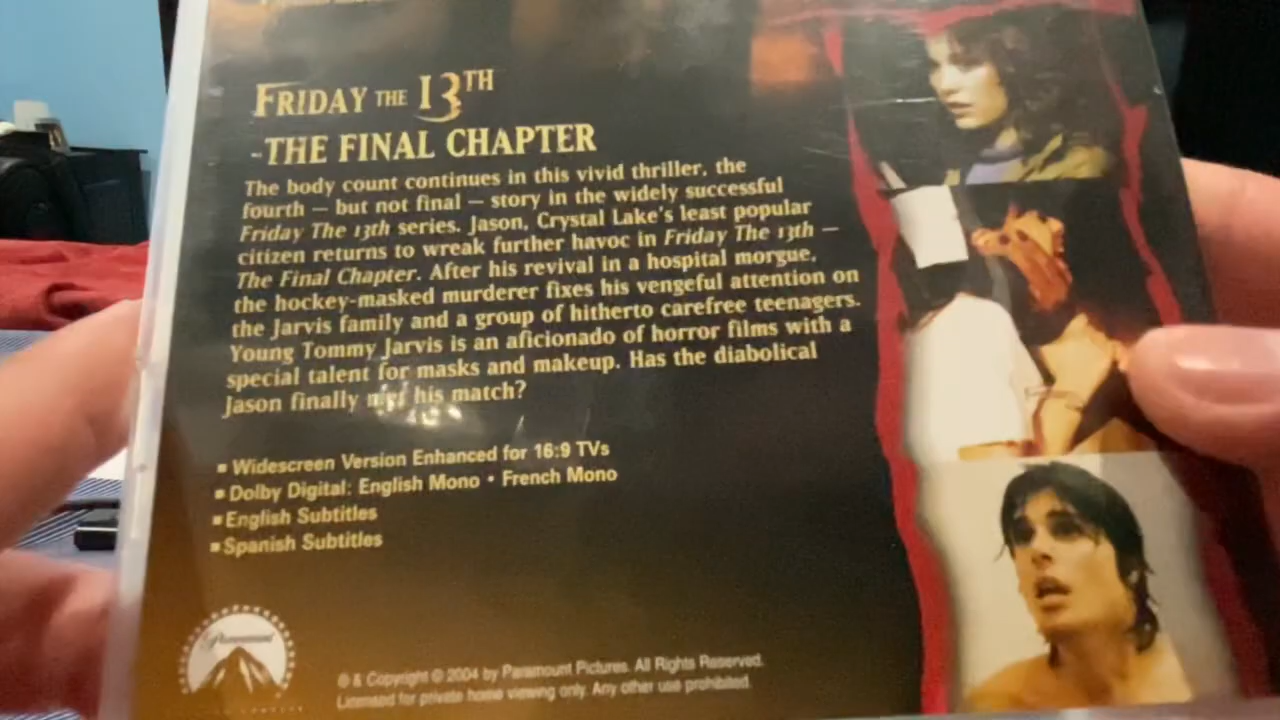 FRIDAY THE 13TH
-THE FINAL CHAPTER
The body count continues in this vivid thriller, the
fourth — but not final — story in the widely successful
Friday The 13th series. Jason, Crystal Lake's least popular
citizen returns to wreak further havoc in Friday The 13th —
The Final Chapter. After his revival in a hospital morgue,
the hockey-masked murderer fixes his vengeful attention on
the Jarvis family and a group of hitherto carefree teenagers.
Young Tommy Jarvis is an aficionado of horror films with a
special talent for masks and makeup. Has the diabolical
Jason finally met his match?
▪ Widescreen Version Enhanced for 16:9 TVs
▪ Dolby Digital: English Mono • French Mono
▪ English Subtitles
▪ Spanish Subtitles
Paramount
® & Copyright © 2004 by Paramount Pictures. All Rights Reserved.
Licensed for private home viewing only. Any other use prohibited.